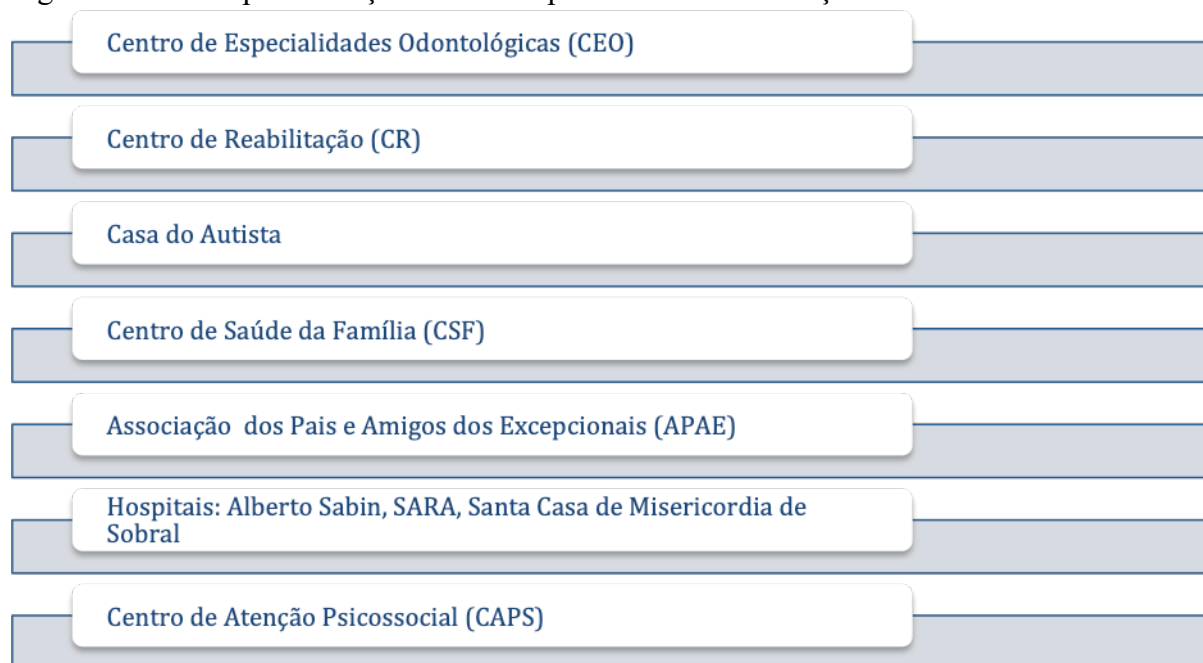 Centro de Especialidades Odontológicas (CEO)
Centro de Reabilitação (CR)
Casa do Autista
Centro de Saúde da Família (CSF)
Associação dos Pais e Amigos dos Excepcionais (APAE)
Hospitais: Alberto Sabin, SARA, Santa Casa de Misericordia de
Sobral
Centro de Atenção Psicossocial (CAPS)